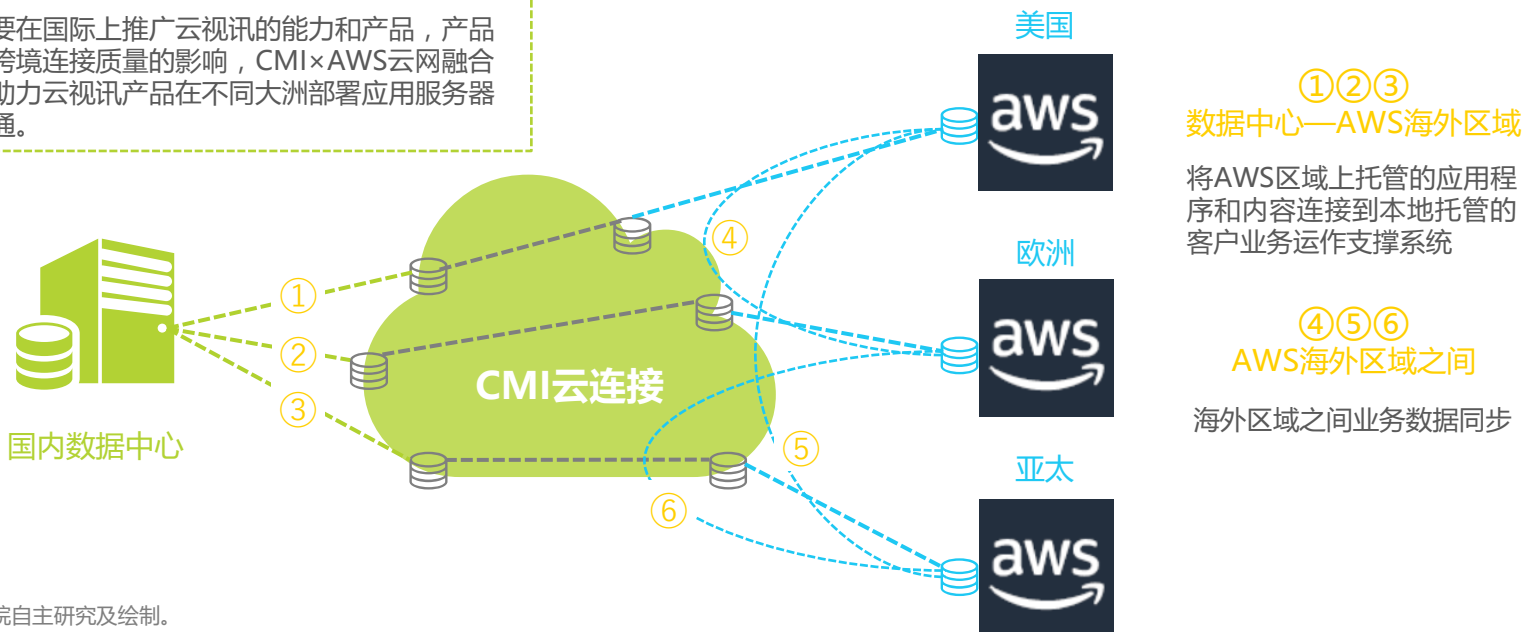 要在国际上推广云视讯的能力和产品，产品
跨境连接质量的影响，CMI×AWS云网融合
助力云视讯产品在不同大洲部署应用服务器
通。
美国
aws
①②③
数据中心—AWS海外区域
将AWS区域上托管的应用程
序和内容连接到本地托管的
客户业务运作支撑系统
④
欧洲
aws
①
②
③
CMI云连接
④⑤⑥
AWS海外区域之间
海外区域之间业务数据同步
国内数据中心
⑤
⑥
亚太
aws
院自主研究及绘制。